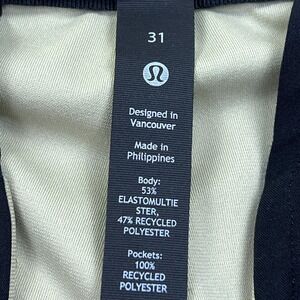 31
Designed in
Vancouver
Made in
Philippines
Body:
53%
ELASTOMULTIE
STER,
47% RECYCLED
POLYESTER
Pockets:
100%
RECYCLED
POLYESTER